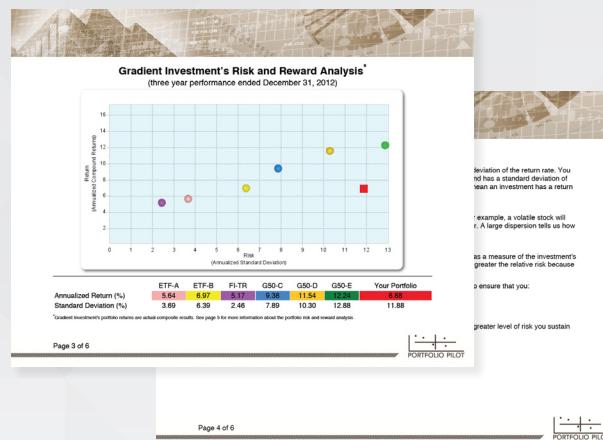 Gradient Investment's Risk and Reward Analysis*
(three year performance ended December 31, 2012)
16
14
12
10
8
6
4
2
Return
(Annualized Compound Returns)
0 1 2 3 4 5 6 7 8 9 10 11 12 13
Risk
(Annualized Standard Deviation)
ETF-A ETF-B FI-TR G50-C G50-D G50-E Your Portfolio
Annualized Return (%) 5.64 6.97 5.17 9.38 11.54 12.24 6.88
Standard Deviation (%) 3.69 6.39 2.46 7.89 10.30 12.88 11.88
*Gradient Investment's portfolio returns are actual composite results. See page 5 for more information about the portfolio risk and reward analysis.
Page 3 of 6
PORTFOLIO PILOT
deviation of the return rate. You
nd has a standard deviation of
mean an investment has a return
example, a volatile stock will
r. A large dispersion tells us how
as a measure of the investment's
greater the relative risk because
o ensure that you:
greater level of risk you sustain
Page 4 of 6
PORTFOLIO PILO